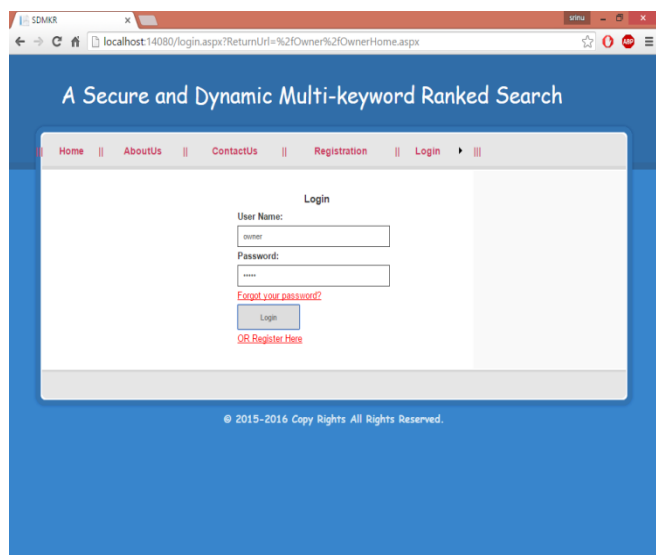 SDMKR
srinu
localhost:14080/login.aspx?ReturnUrl=%2fOwner%2fOwnerHome.aspx
ABP
A Secure and Dynamic Multi-keyword Ranked Search
|| Home || AboutUs || ContactUs || Registration || Login |||
Login
User Name:
owner
Password:
•••••
Forgot your password?
Login
OR Register Here
© 2015-2016 Copy Rights All Rights Reserved.